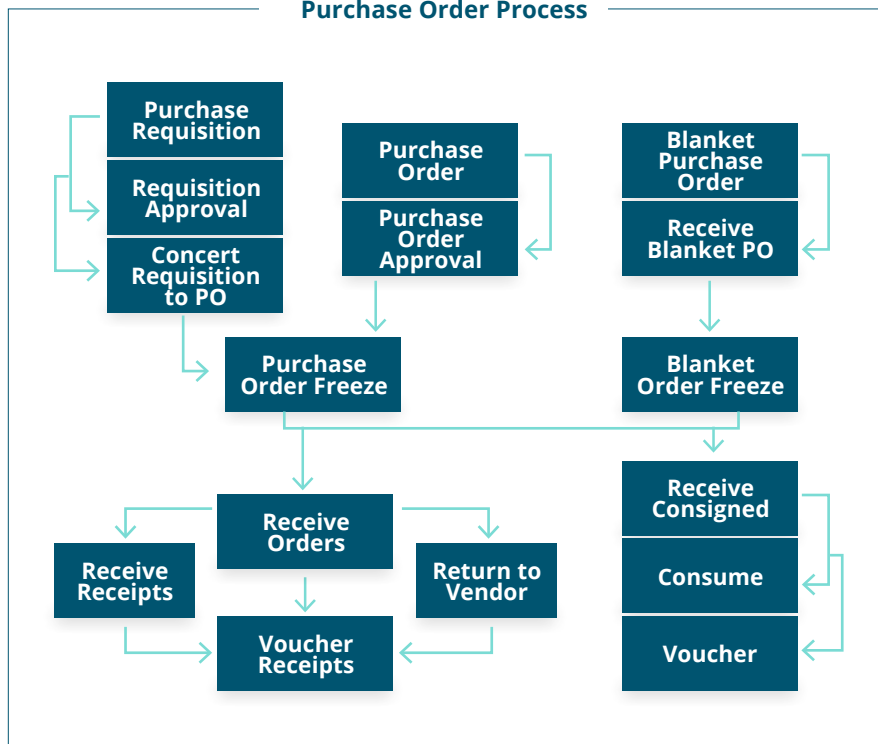 Purchase Order Process
Purchase
Requisition
Requisition
Approval
Concert
Requisition
to PO
Purchase
Order
Purchase
Order
Approval
Blanket
Purchase
Order
Receive
Blanket PO
Purchase
Order Freeze
Blanket
Order Freeze
Receive
Orders
Receive
Receipts
Return to
Vendor
Voucher
Receipts
Receive
Consigned
Consume
Voucher